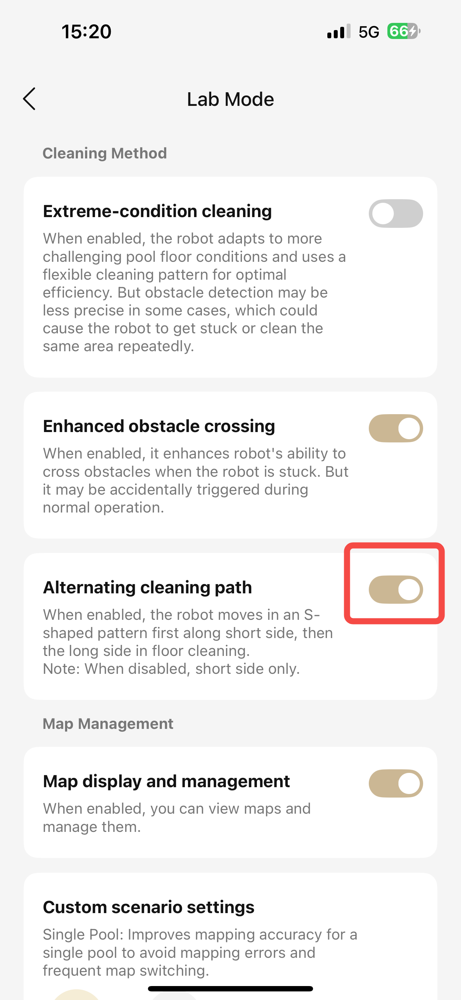 15:20
5G
66
Lab Mode
Cleaning Method
Extreme-condition cleaning
When enabled, the robot adapts to more
challenging pool floor conditions and uses a
flexible cleaning pattern for optimal
efficiency. But obstacle detection may be
less precise in some cases, which could
cause the robot to get stuck or clean the
same area repeatedly.
Enhanced obstacle crossing
When enabled, it enhances robot's ability to
cross obstacles when the robot is stuck. But
it may be accidentally triggered during
normal operation.
Alternating cleaning path
When enabled, the robot moves in an S-
shaped pattern first along short side, then
the long side in floor cleaning.
Note: When disabled, short side only.
Map Management
Map display and management
When enabled, you can view maps and
manage them.
Custom scenario settings
Single Pool: Improves mapping accuracy for a
single pool to avoid mapping errors and
frequent map switching.